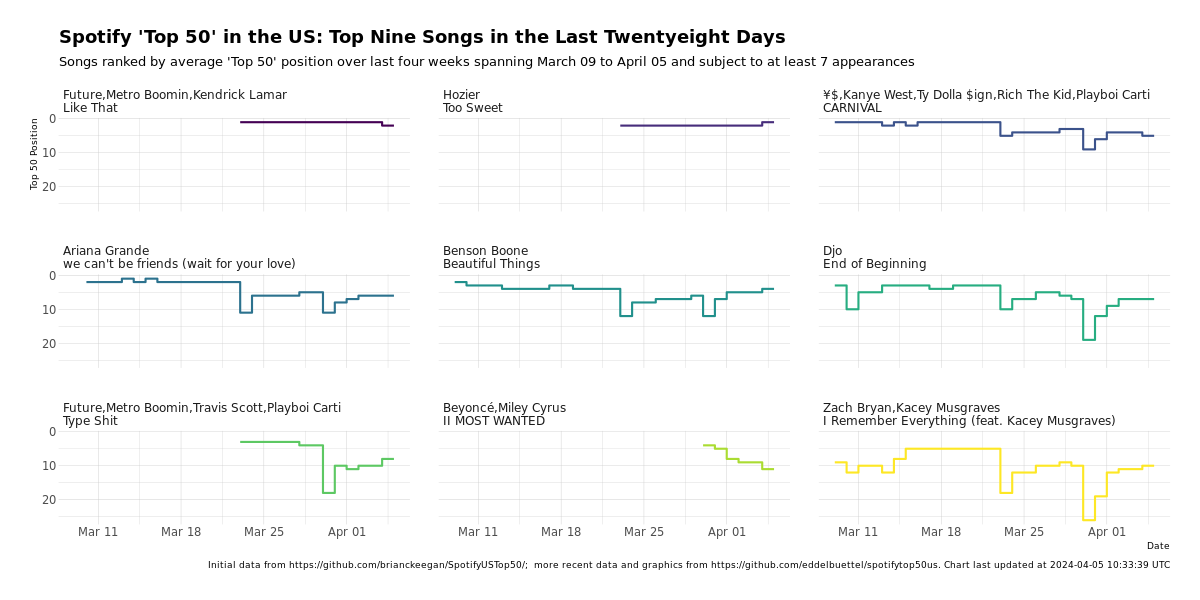 Spotify 'Top 50' in the US: Top Nine Songs in the Last Twentyeight Days
Songs ranked by average 'Top 50' position over last four weeks spanning March 09 to April 05 and subject to at least 7 appearances
Future,Metro Boomin,Kendrick Lamar
Like That
Hozier
Too Sweet
¥$,Kanye West,Ty Dolla $ign,Rich The Kid,Playboi Carti
CARNIVAL
Top 50 Position
0
10
20
Ariana Grande
we can't be friends (wait for your love)
Benson Boone
Beautiful Things
Djo
End of Beginning
0
10
20
Future,Metro Boomin,Travis Scott,Playboi Carti
Type Shit
Beyoncé,Miley Cyrus
II MOST WANTED
Zach Bryan,Kacey Musgraves
I Remember Everything (feat. Kacey Musgraves)
0
10
20
Mar 11 Mar 18 Mar 25 Apr 01
Mar 11 Mar 18 Mar 25 Apr 01
Mar 11 Mar 18 Mar 25 Apr 01
Date
Initial data from https://github.com/brianckeegan/SpotifyUSTop50/;  more recent data and graphics from https://github.com/eddelbuettel/spotifytop50us. Chart last updated at 2024-04-05 10:33:39 UTC